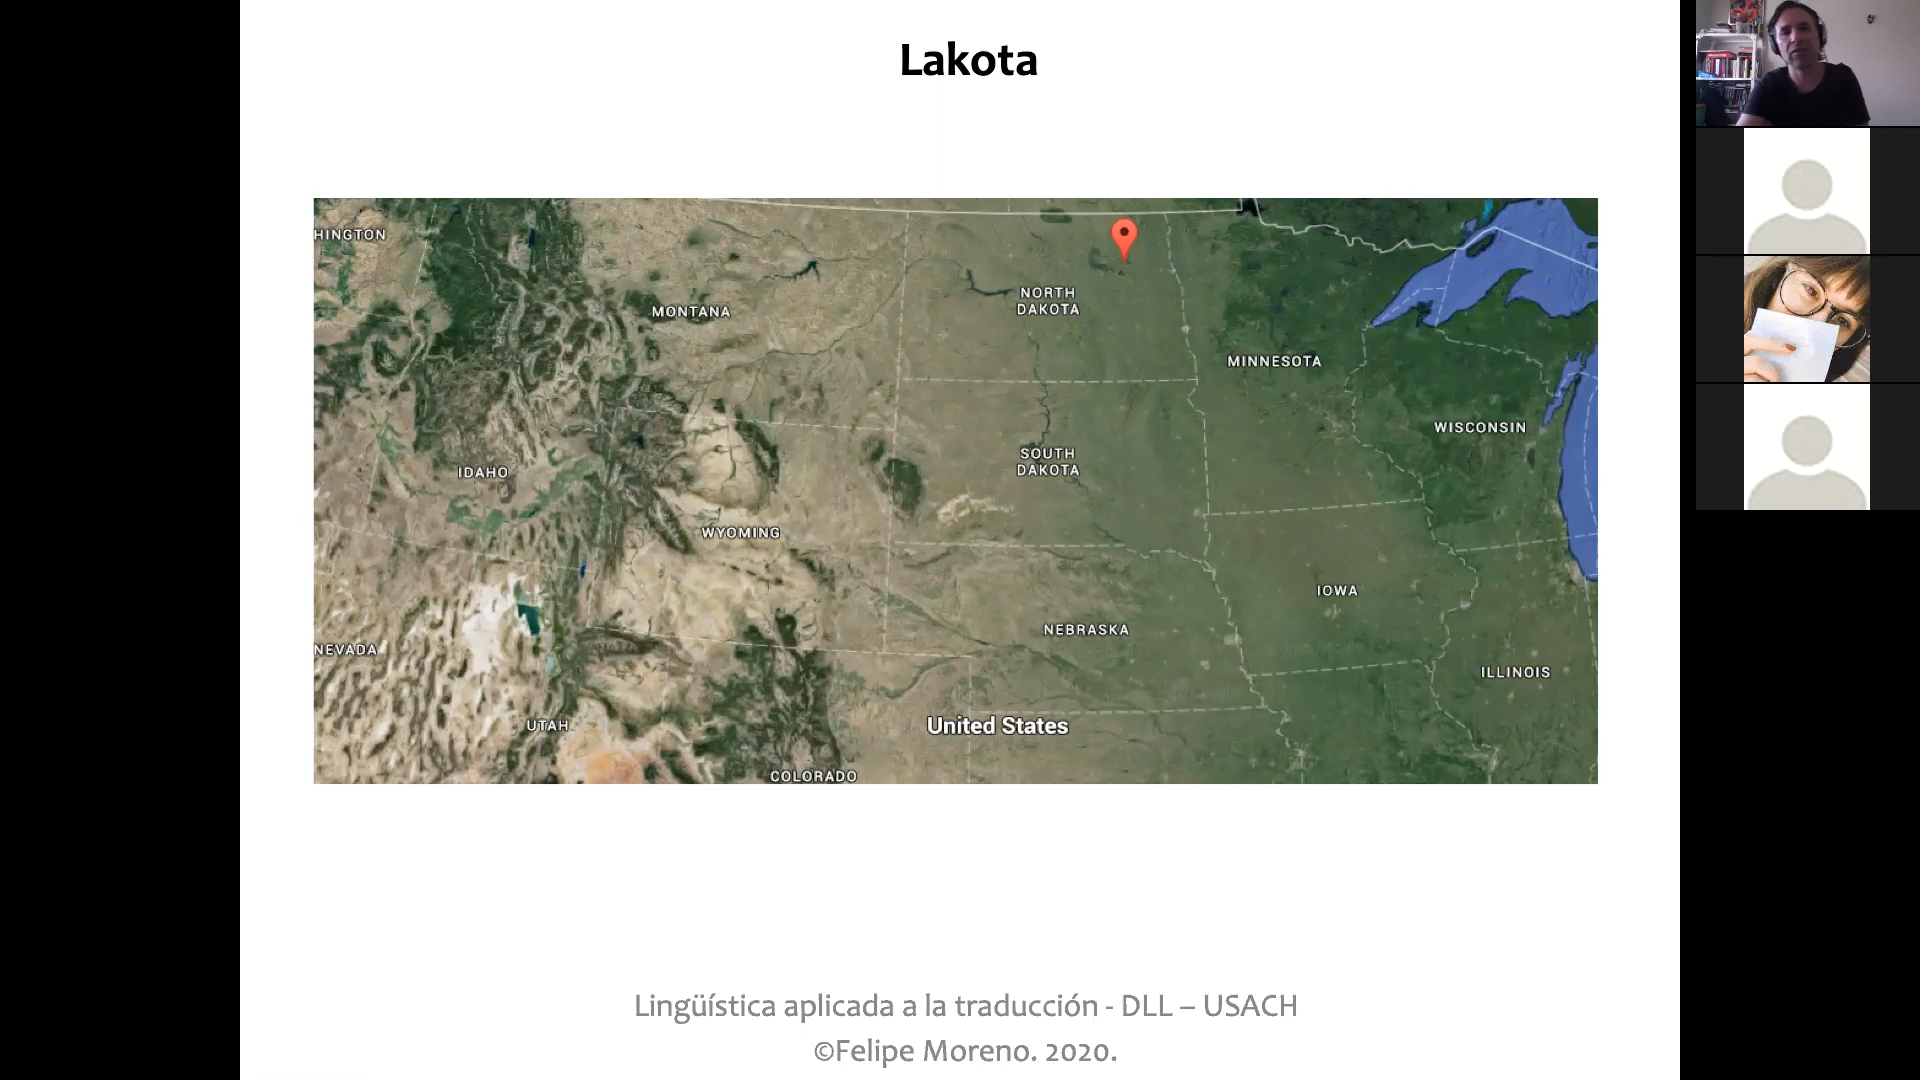 Lakota
HINGTON
MONTANA
NORTH
DAKOTA
MINNESOTA
WISCONSIN
SOUTH
DAKOTA
IDAHO
WYOMING
IOWA
NEBRASKA
NEVADA
ILLINOIS
UTAH
United States
COLORADO
Lingüística aplicada a la traducción - DLL – USACH
©Felipe Moreno. 2020.